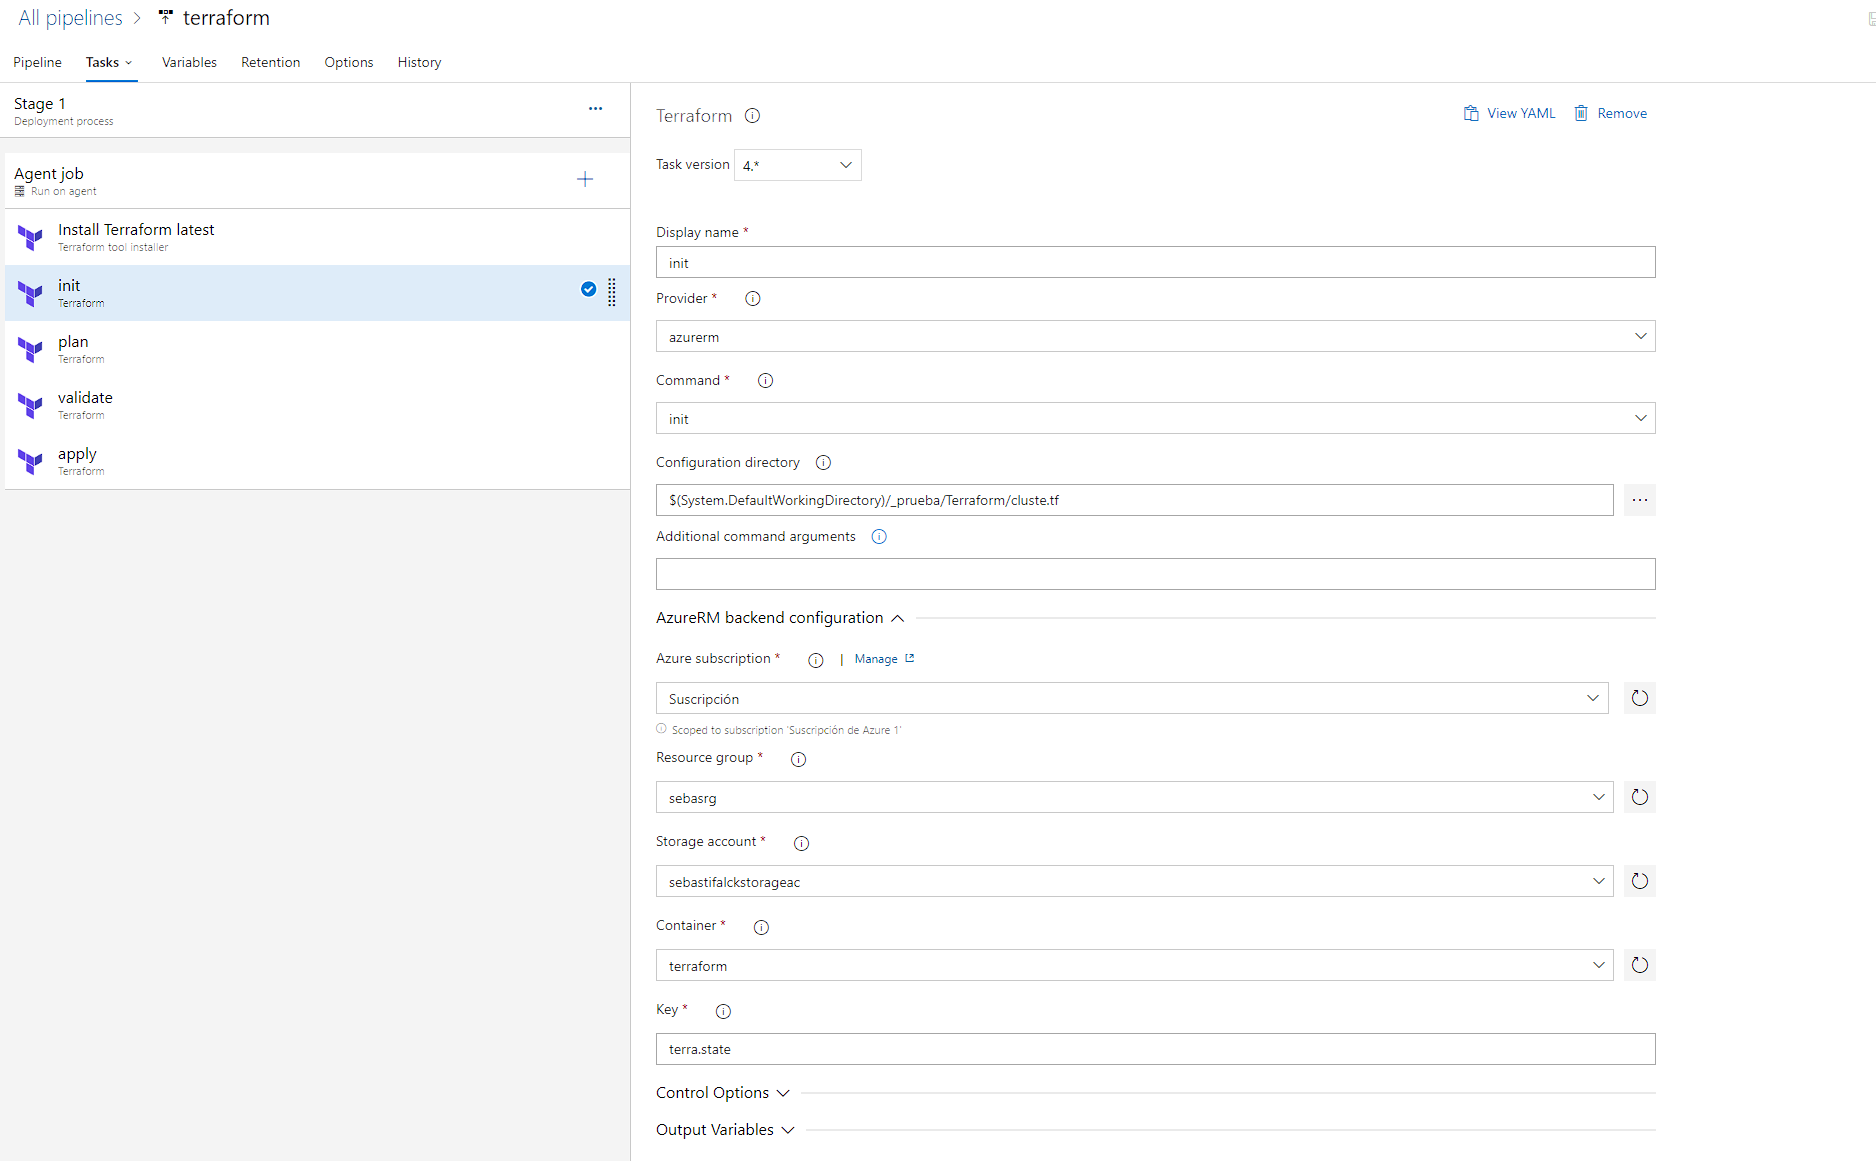 All pipelines > terraform
Pipeline Tasks Variables Retention Options History
Stage 1
Deployment process
Agent job
Run on agent
Install Terraform latest
Terraform tool installer
init
Terraform
plan
Terraform
validate
Terraform
apply
Terraform
Terraform
View YAML Remove
Task version 4.*
Display name *
init
Provider *
azurerm
Command *
init
Configuration directory
$(System.DefaultWorkingDirectory)/_prueba/Terraform/cluste.tf
Additional command arguments
AzureRM backend configuration
Azure subscription * | Manage
Suscripción
Scoped to subscription 'Suscripción de Azure 1'
Resource group *
sebasrg
Storage account *
sebastifalckstorageac
Container *
terraform
Key *
terra.state
Control Options
Output Variables